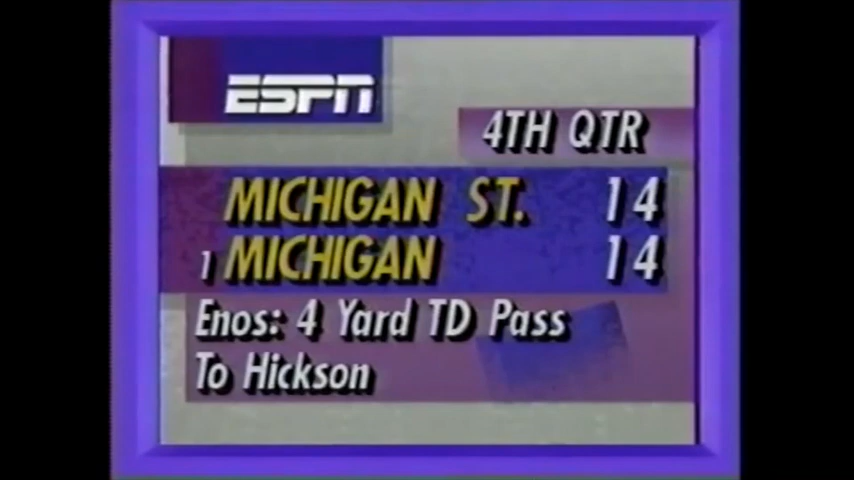 ESPN
4TH QTR
MICHIGAN ST. 14
1 MICHIGAN 14
Enos: 4 Yard TD Pass
To Hickson